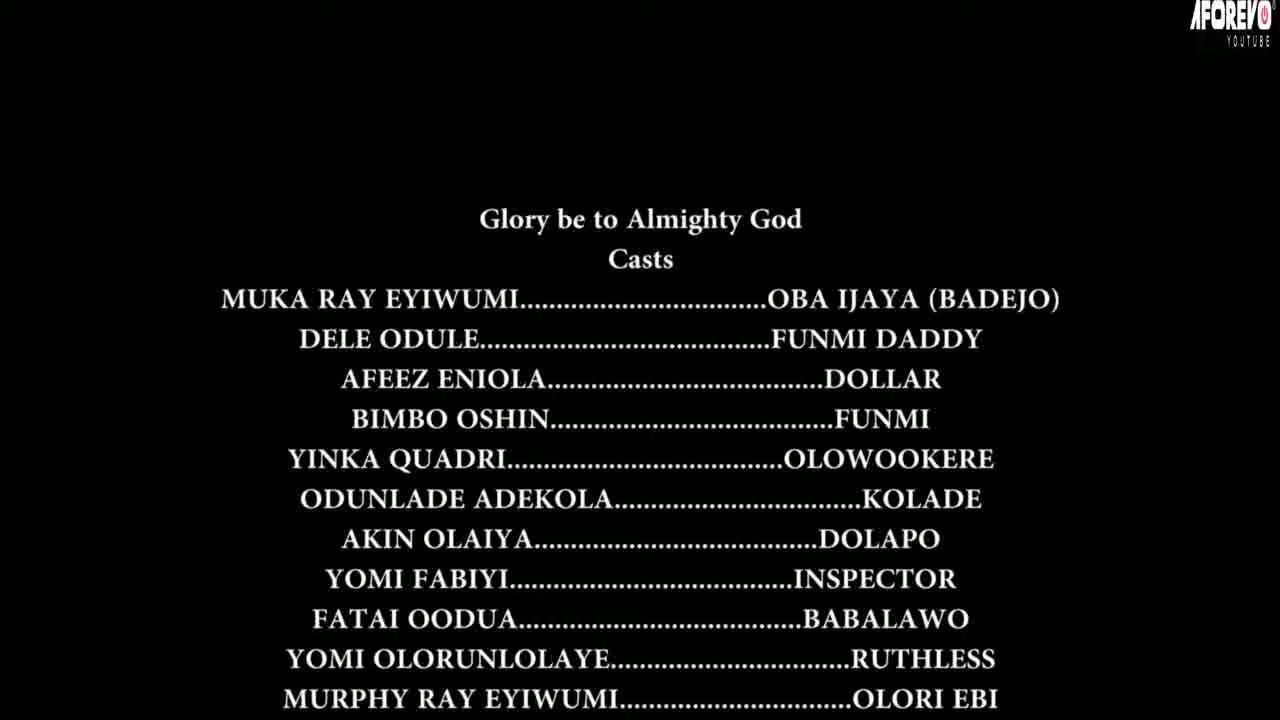 AFOREVO
YOUTUBE
Glory be to Almighty God
Casts
MUKA RAY EYIWUMI..................................OBA IJAYA (BADEJO)
DELE ODULE........................................FUNMI DADDY
AFEEZ ENIOLA......................................DOLLAR
BIMBO OSHIN.......................................FUNMI
YINKA QUADRI......................................OLOWOOKERE
ODUNLADE ADEKOLA..................................KOLADE
AKIN OLAIYA.......................................DOLAPO
YOMI FABIYI.......................................INSPECTOR
FATAI OODUA.......................................BABALAWO
YOMI OLORUNLOLAYE.................................RUTHLESS
MURPHY RAY EYIWUMI................................OLORI EBI